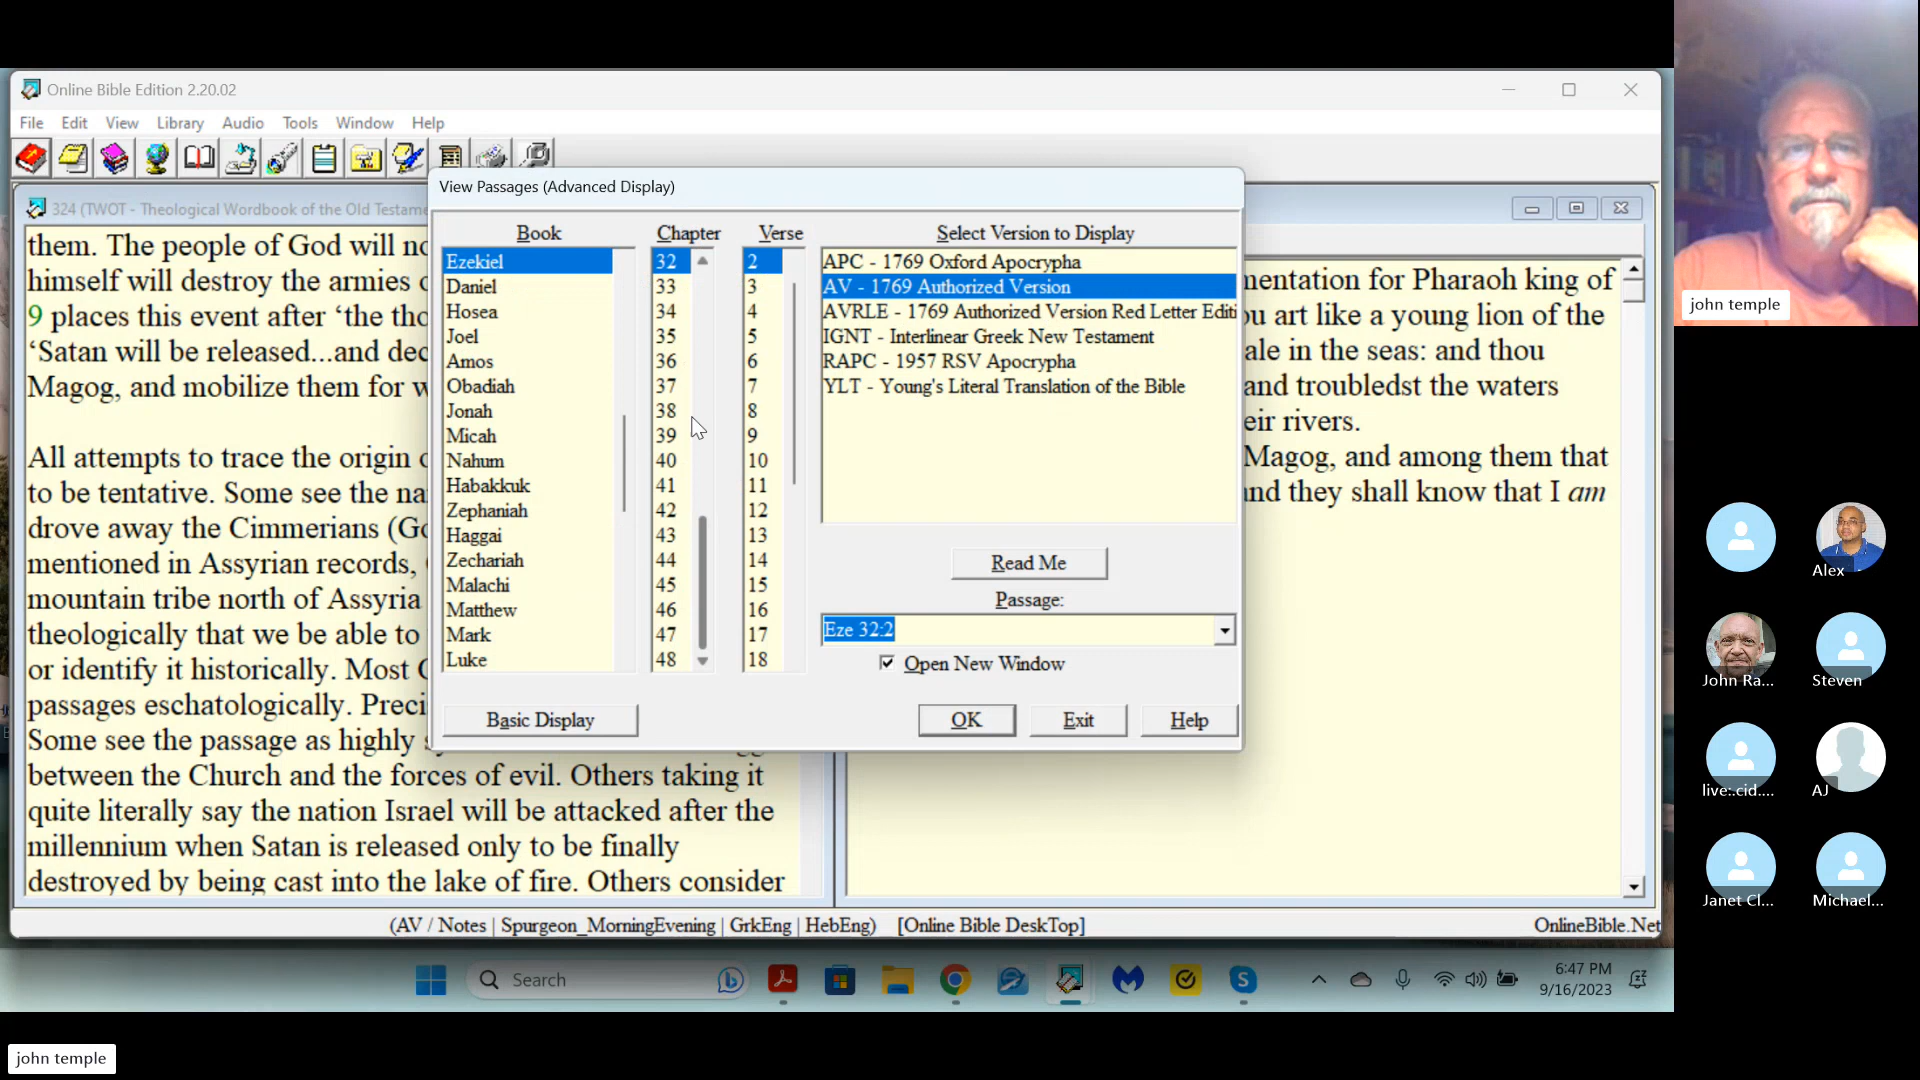 Online Bible Edition 2.20.02
File Edit View Library Audio Tools Window Help
324 (TWOT - Theological Wordbook of the Old Testame
them. The people of God will no
himself will destroy the armies
9 places this event after ‘the tho
‘Satan will be released...and dec
Magog, and mobilize them for w
All attempts to trace the origin
to be tentative. Some see the na
drove away the Cimmerians (Go
mentioned in Assyrian records,
mountain tribe north of Assyria
theologically that we be able to
or identify it historically. Most
passages eschatologically. Preci
Some see the passage as highly
between the Church and the forces of evil. Others taking it
quite literally say the nation Israel will be attacked after the
millennium when Satan is released only to be finally
destroyed by being cast into the lake of fire. Others consider
View Passages (Advanced Display)
Book Chapter Verse Select Version to Display
Ezekiel 32 2 APC - 1769 Oxford Apocrypha
Daniel 33 3 AV - 1769 Authorized Version
Hosea 34 4 AVRLE - 1769 Authorized Version Red Letter Editi
Joel 35 5 IGNT - Interlinear Greek New Testament
Amos 36 6 RAPC - 1957 RSV Apocrypha
Obadiah 37 7 YLT - Young's Literal Translation of the Bible
Jonah 38 8
Micah 39 9
Nahum 40 10
Habakkuk 41 11
Zephaniah 42 12
Haggai 43 13
Zechariah 44 14
Malachi 45 15
Matthew 46 16
Mark 47 17
Luke 48 18
Read Me
Passage:
Eze 32:2
Open New Window
Basic Display OK Exit Help
mentation for Pharaoh king of
ou art like a young lion of the
ale in the seas: and thou
and troubledst the waters
eir rivers.
Magog, and among them that
and they shall know that I am
(AV / Notes | Spurgeon_MorningEvening | GrkEng | HebEng) [Online Bible DeskTop]
OnlineBible.Net
Search
6:47 PM
9/16/2023
john temple
john temple
Alex
John Ra...
Steven
live:.cid....
AJ
Janet Cl...
Michael...